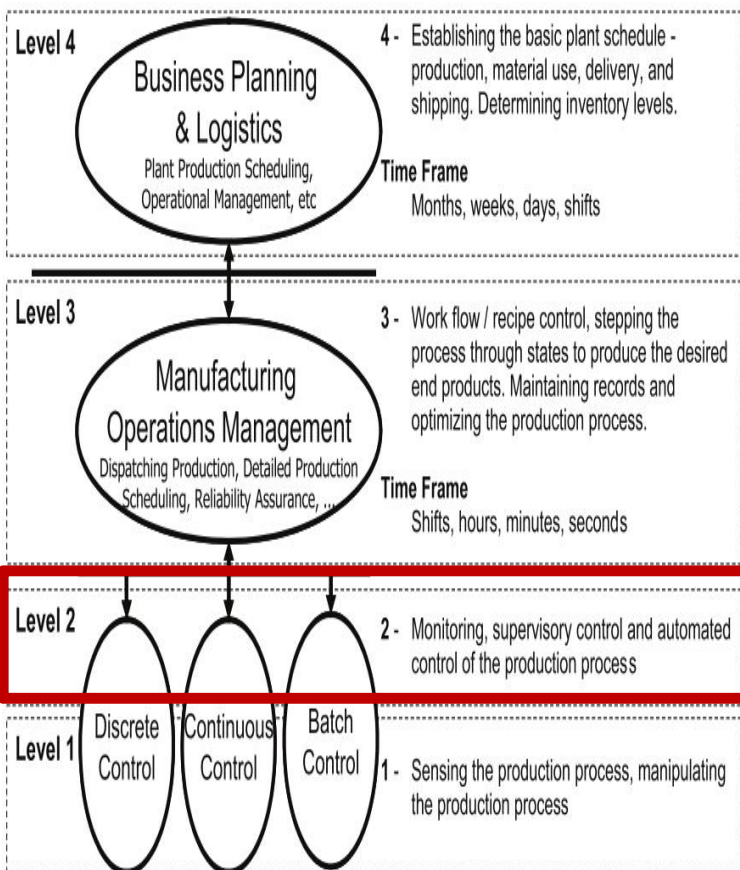 Level 4
Business Planning
& Logistics
Plant Production Scheduling,
Operational Management, etc
4 - Establishing the basic plant schedule -
production, material use, delivery, and
shipping. Determining inventory levels.
Time Frame
Months, weeks, days, shifts
Level 3
Manufacturing
Operations Management
Dispatching Production, Detailed Production
Scheduling, Reliability Assurance, ...
3 - Work flow / recipe control, stepping the
process through states to produce the desired
end products. Maintaining records and
optimizing the production process.
Time Frame
Shifts, hours, minutes, seconds
Level 2
2 - Monitoring, supervisory control and automated
control of the production process
Level 1
Discrete
Control
Continuous
Control
Batch
Control
1 - Sensing the production process, manipulating
the production process